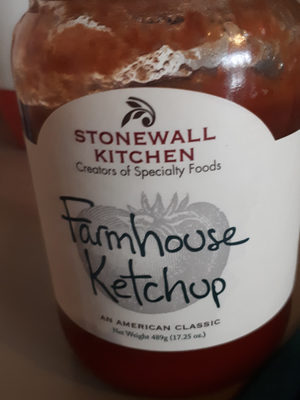 STONEWALL
KITCHEN
Creators of Specialty Foods
Farmhouse
Ketchup
AN AMERICAN CLASSIC
Net Weight 489g (17.25 oz.)